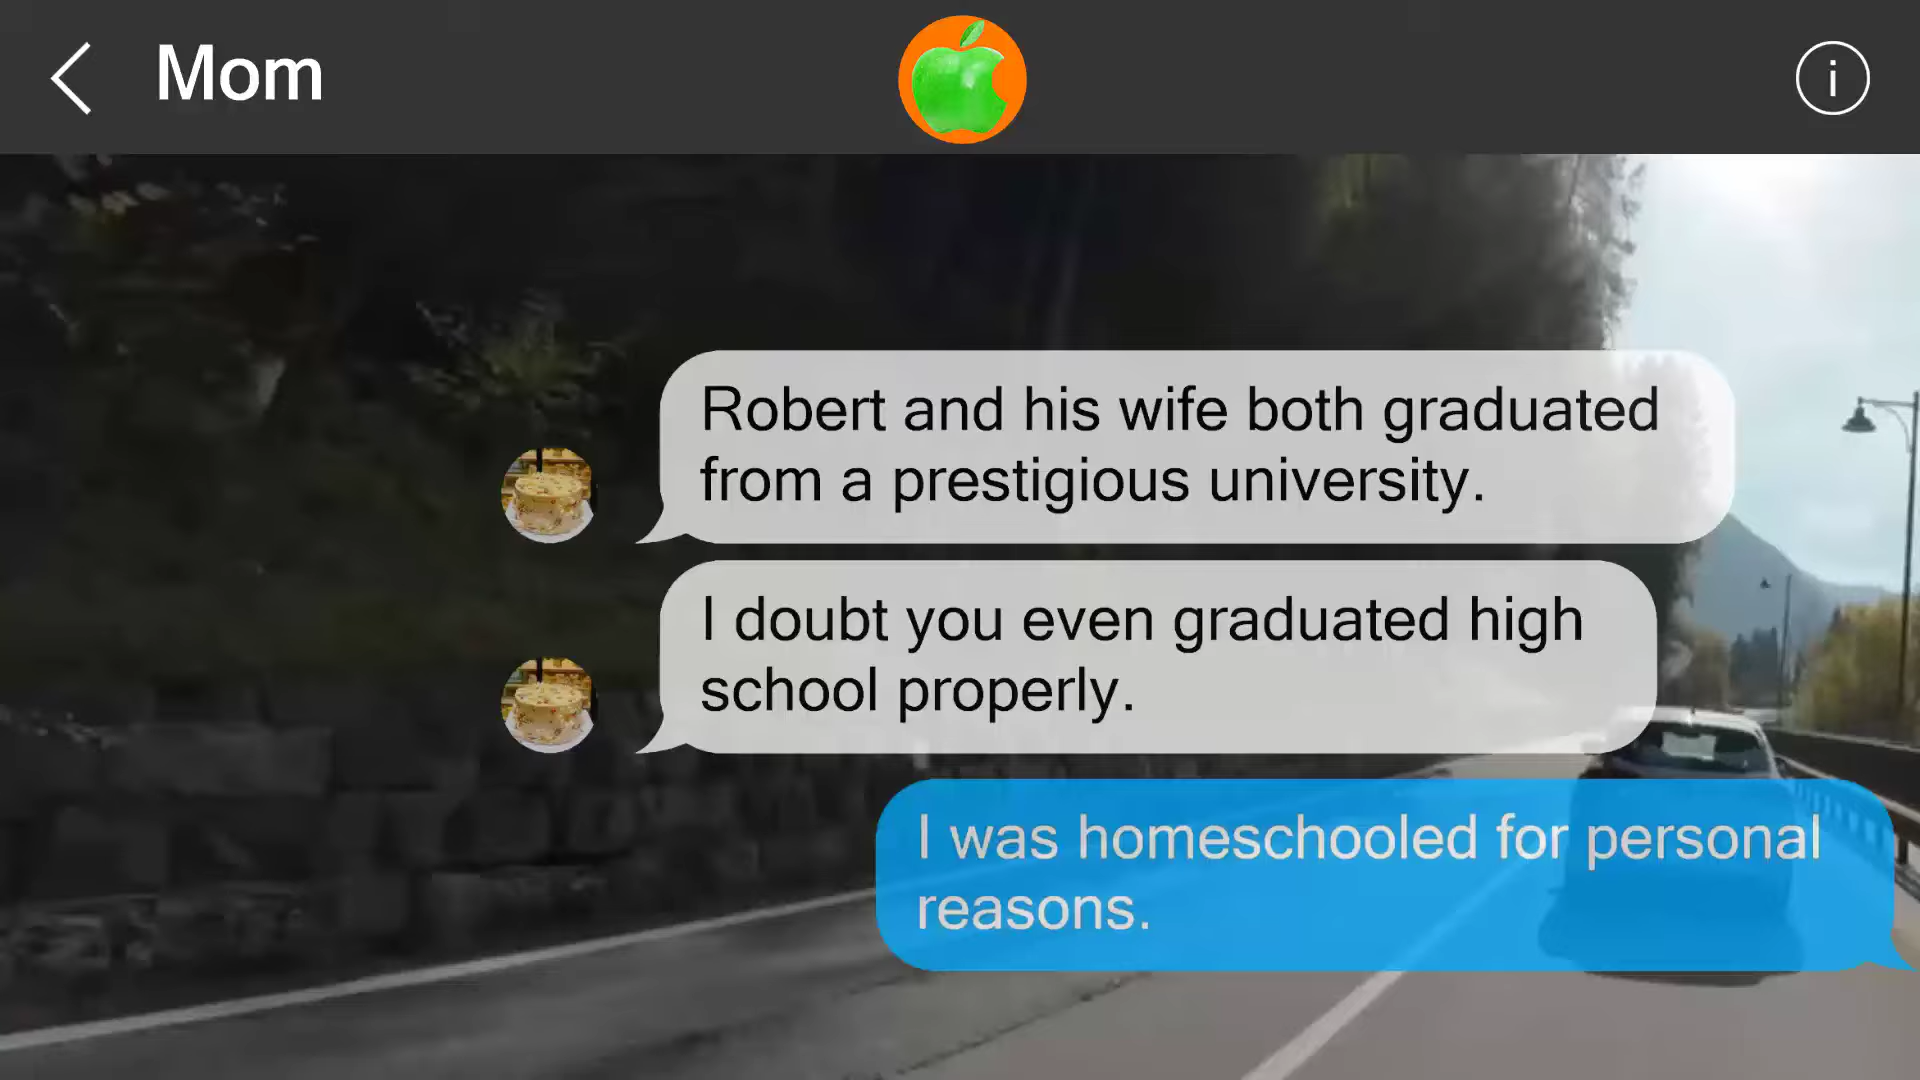 Mom
i
Robert and his wife both graduated
from a prestigious university.
I doubt you even graduated high
school properly.
I was homeschooled for personal
reasons.